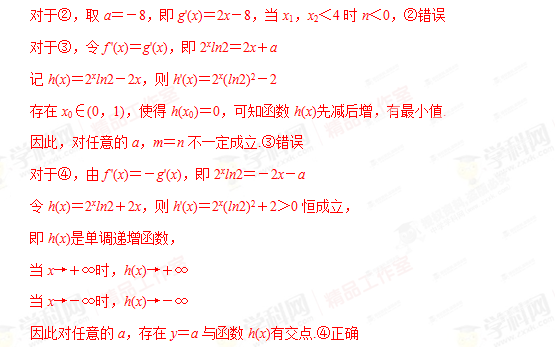 对于②，取 a＝－8，即 g'(x)＝2x－8，当 x₁，x₂＜4 时 n＜0，②错误
对于③，令 f'(x)＝g'(x)，即 2ˣln2＝2x＋a
记 h(x)＝2ˣln2－2x，则 h'(x)＝2ˣ(ln2)²－2
存在 x₀∈(0，1)，使得 h(x₀)＝0，可知函数 h(x)先减后增，有最小值.
因此，对任意的 a，m＝n 不一定成立.③错误
对于④，由 f'(x)＝－g'(x)，即 2ˣln2＝－2x－a
令 h(x)＝2ˣln2＋2x，则 h'(x)＝2ˣ(ln2)²＋2＞0 恒成立，
即 h(x)是单调递增函数，
当 x→＋∞时，h(x)→＋∞
当 x→－∞时，h(x)→－∞
因此对任意的 a，存在 y＝a 与函数 h(x)有交点.④正确